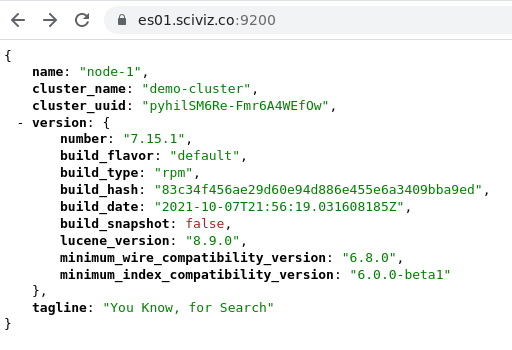 es01.sciviz.co:9200
{
name: "node-1",
cluster_name: "demo-cluster",
cluster_uuid: "pyhilSM6Re-Fmr6A4WEfOw",
- version: {
number: "7.15.1",
build_flavor: "default",
build_type: "rpm",
build_hash: "83c34f456ae29d60e94d886e455e6a3409bba9ed",
build_date: "2021-10-07T21:56:19.031608185Z",
build_snapshot: false,
lucene_version: "8.9.0",
minimum_wire_compatibility_version: "6.8.0",
minimum_index_compatibility_version: "6.0.0-beta1"
},
tagline: "You Know, for Search"
}